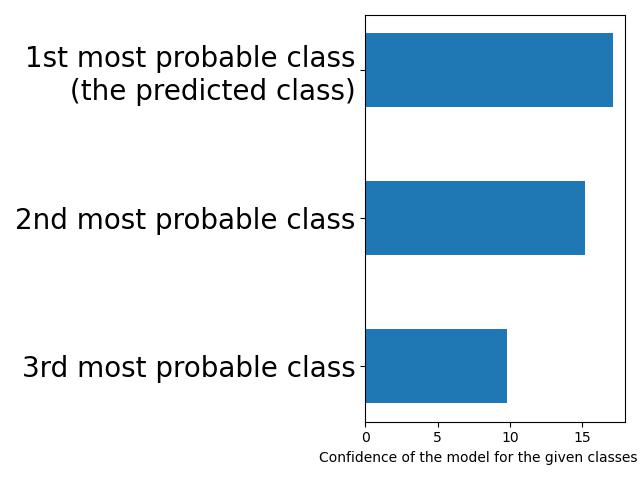 1st most probable class
(the predicted class)
2nd most probable class
3rd most probable class
0 5 10 15
Confidence of the model for the given classes